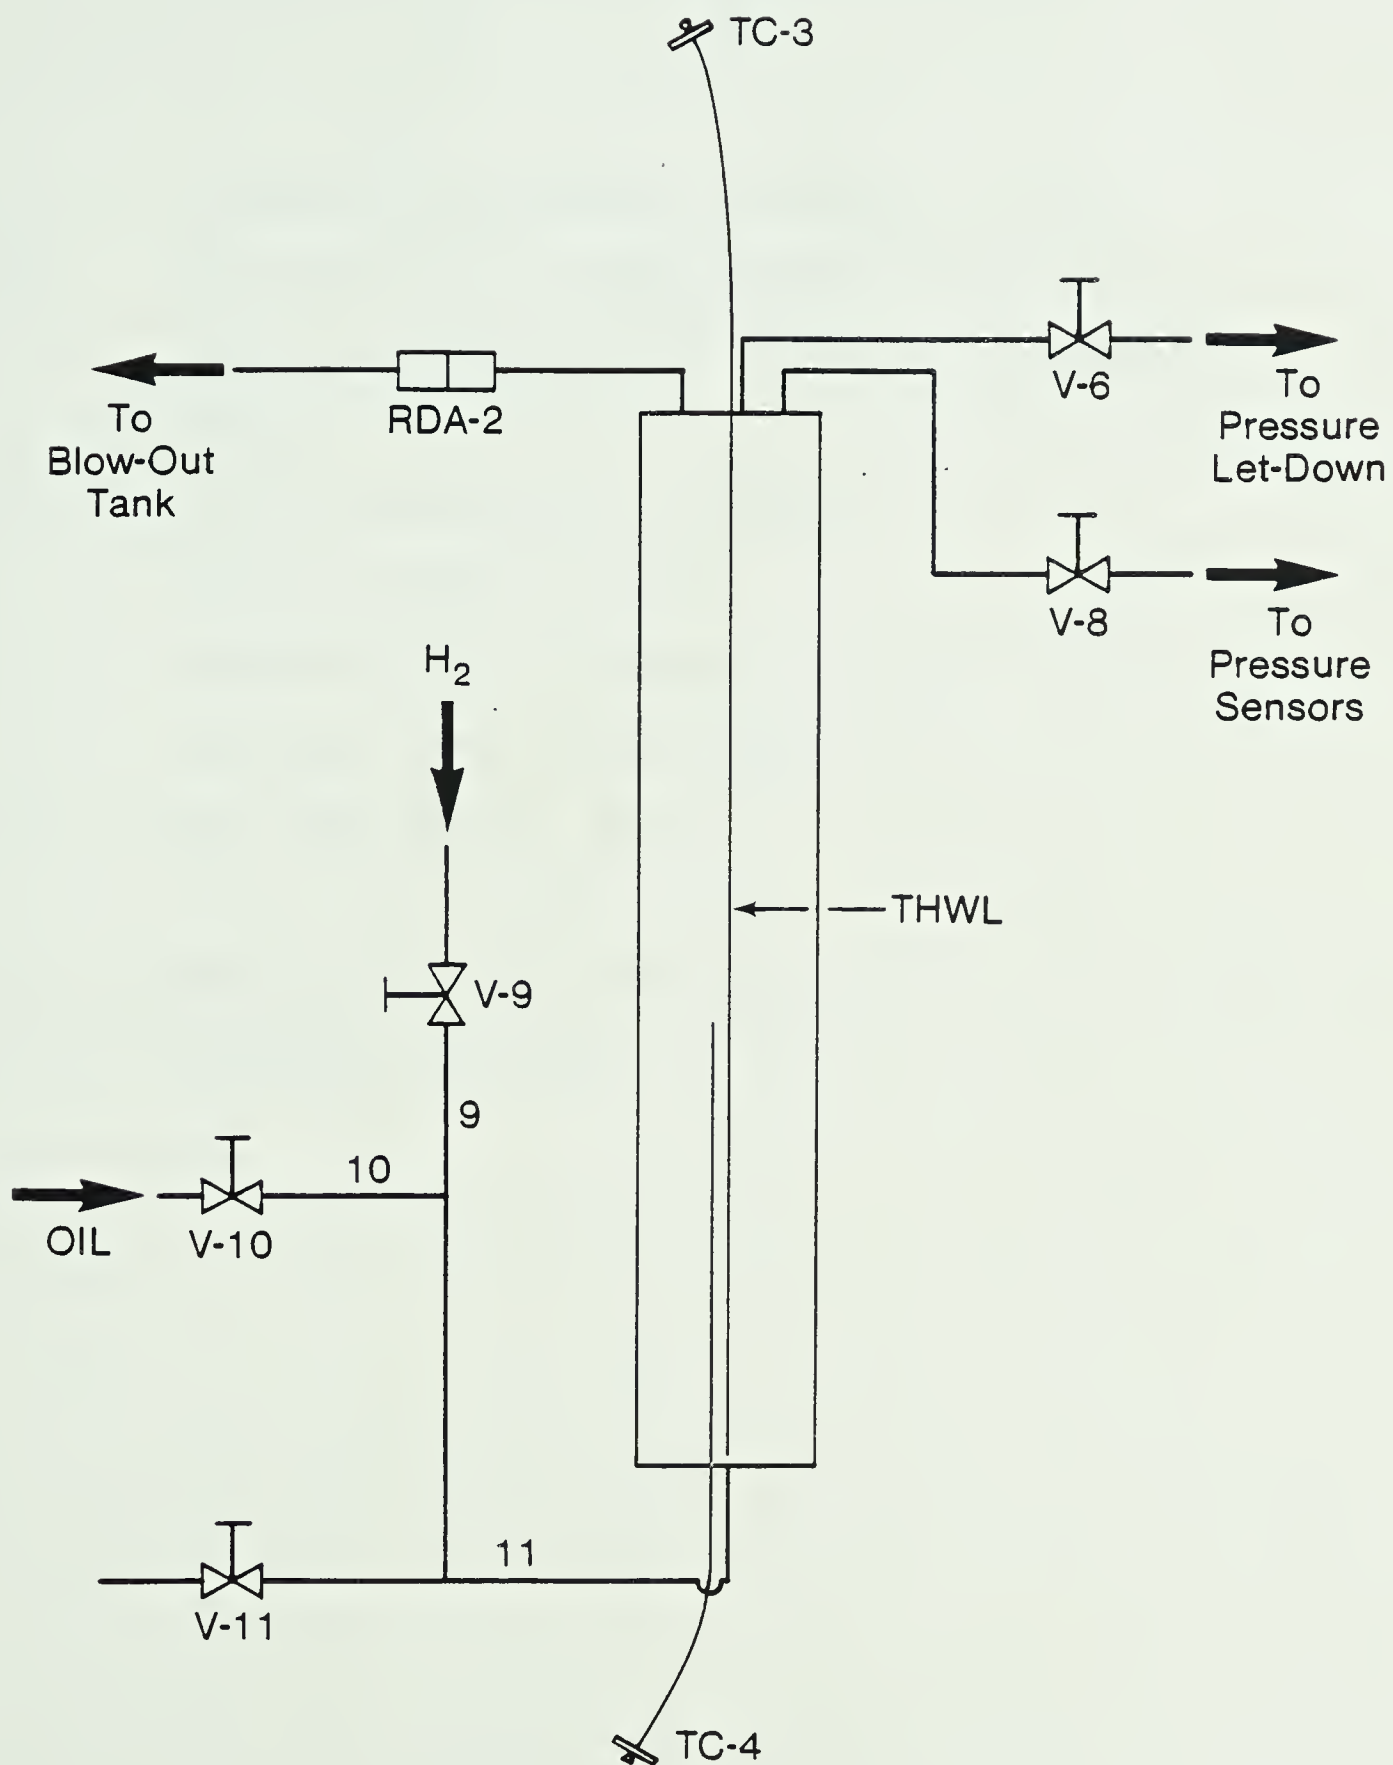 TC-3
To
Blow-Out
Tank
RDA-2
V-6
To
Pressure
Let-Down
V-8
To
Pressure
Sensors
H₂
THWL
V-9
9
10
OIL
V-10
11
V-11
TC-4